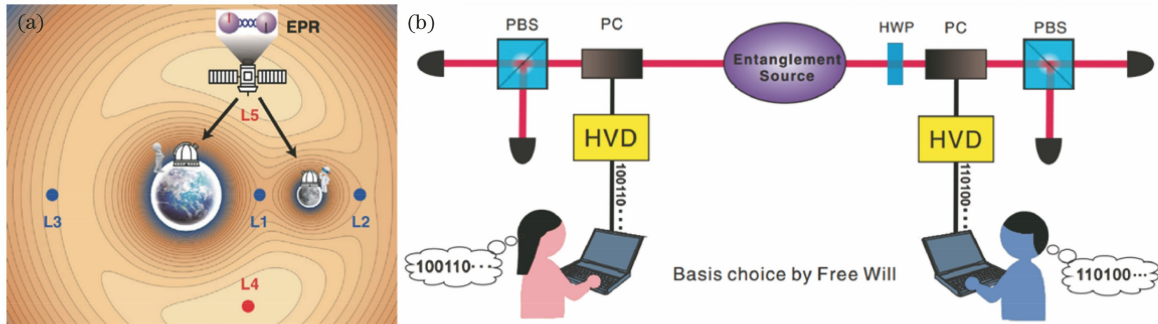 (a)
EPR
L5
L3
L1
L2
L4
(b)
PBS
PC
Entanglement
Source
HWP
PC
PBS
HVD
HVD
100110···
110100···
100110···
Basis choice by Free Will
110100···